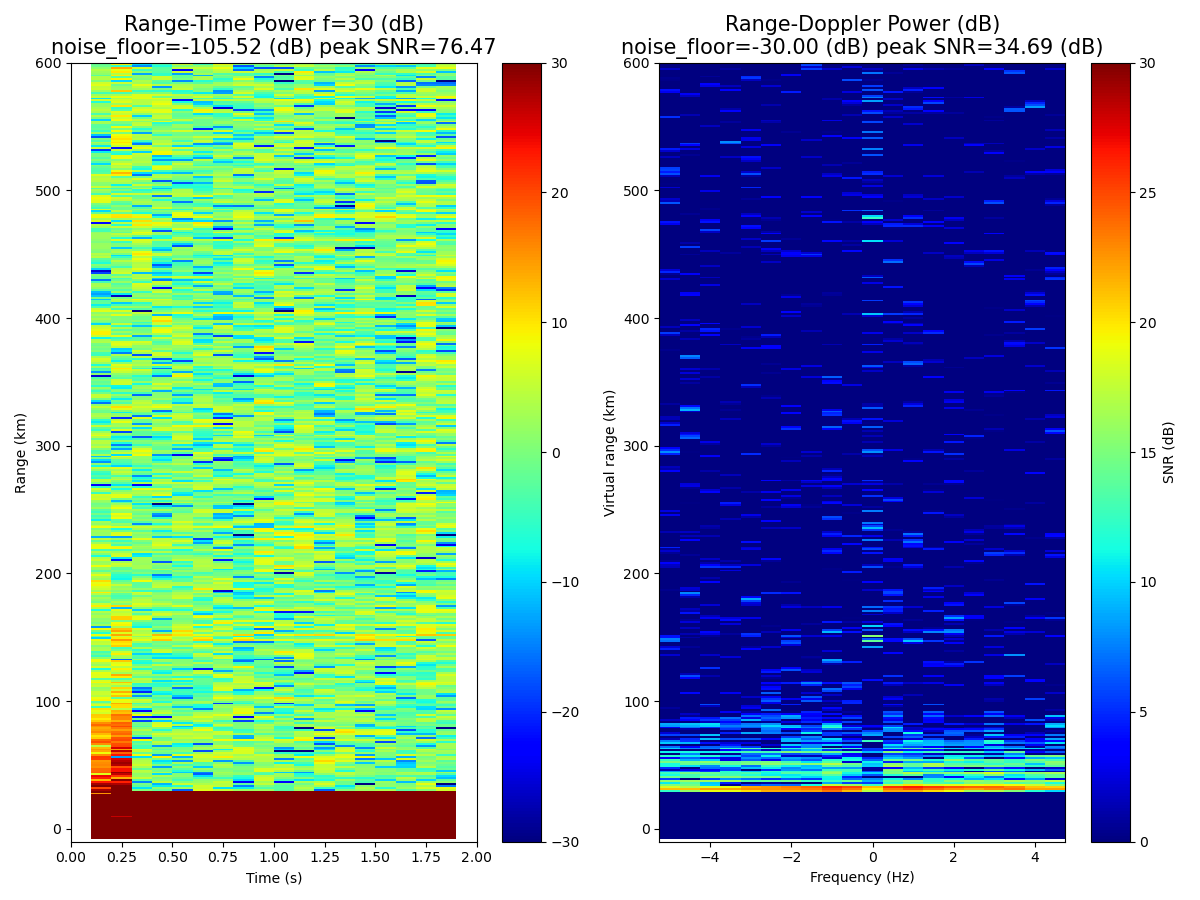 Range-Time Power f=30 (dB)
noise_floor=-105.52 (dB) peak SNR=76.47
600
500
400
300
200
100
0
Range (km)
0.00 0.25 0.50 0.75 1.00 1.25 1.50 1.75 2.00
Time (s)
30
20
10
0
−10
−20
−30
Range-Doppler Power (dB)
noise_floor=-30.00 (dB) peak SNR=34.69 (dB)
600
500
400
300
200
100
0
Virtual range (km)
−4 −2 0 2 4
Frequency (Hz)
30
25
20
15
10
5
0
SNR (dB)